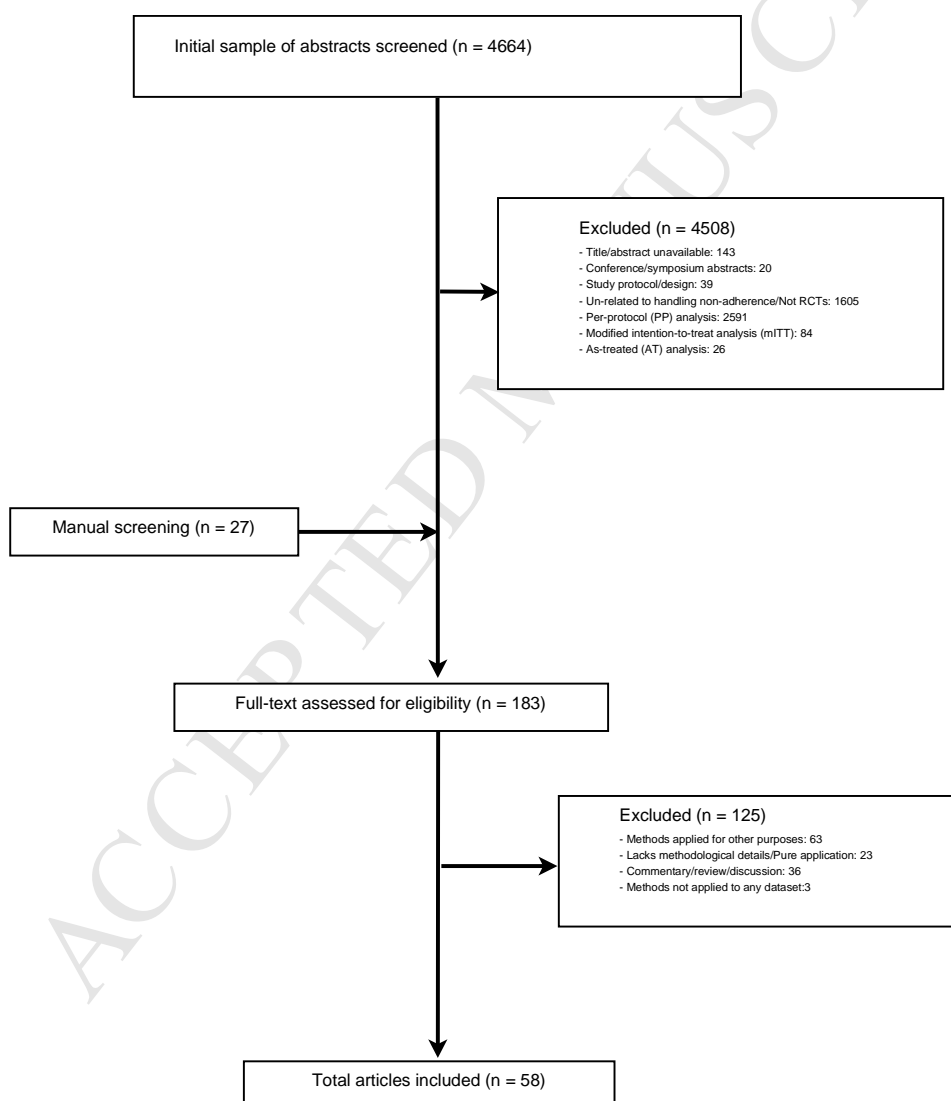 Initial sample of abstracts screened (n = 4664)
Excluded (n = 4508)
- Title/abstract unavailable: 143
- Conference/symposium abstracts: 20
- Study protocol/design: 39
- Un-related to handling non-adherence/Not RCTs: 1605
- Per-protocol (PP) analysis: 2591
- Modified intention-to-treat analysis (mITT): 84
- As-treated (AT) analysis: 26
Manual screening (n = 27)
Full-text assessed for eligibility (n = 183)
Excluded (n = 125)
- Methods applied for other purposes: 63
- Lacks methodological details/Pure application: 23
- Commentary/review/discussion: 36
- Methods not applied to any dataset:3
Total articles included (n = 58)
ACCEPTED